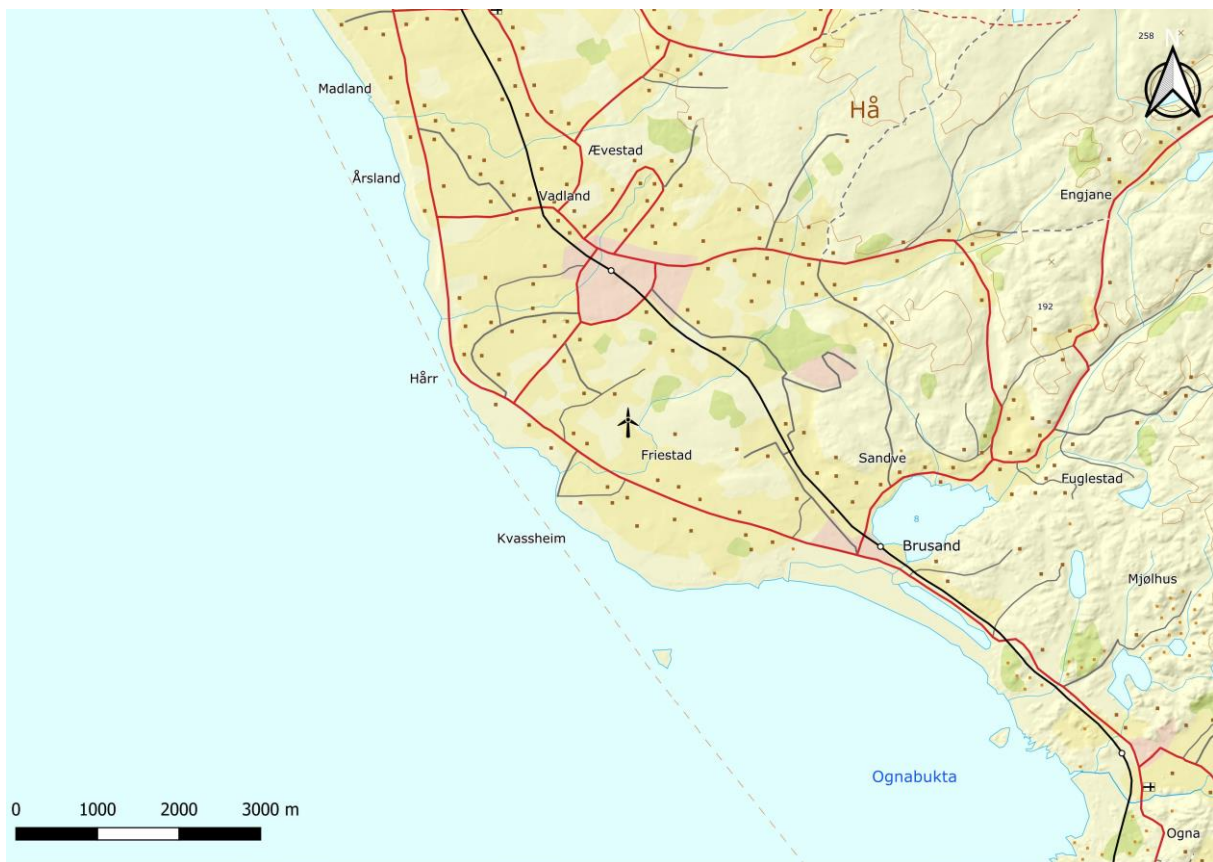 258
N
Madland
Hå
Ævestad
Årsland
Vadland
Engjane
192
Hårr
Friestad
Sandve
Fuglestad
8
Kvassheim
Brusand
Mjølhus
Ognabukta
0 1000 2000 3000 m
Ogna